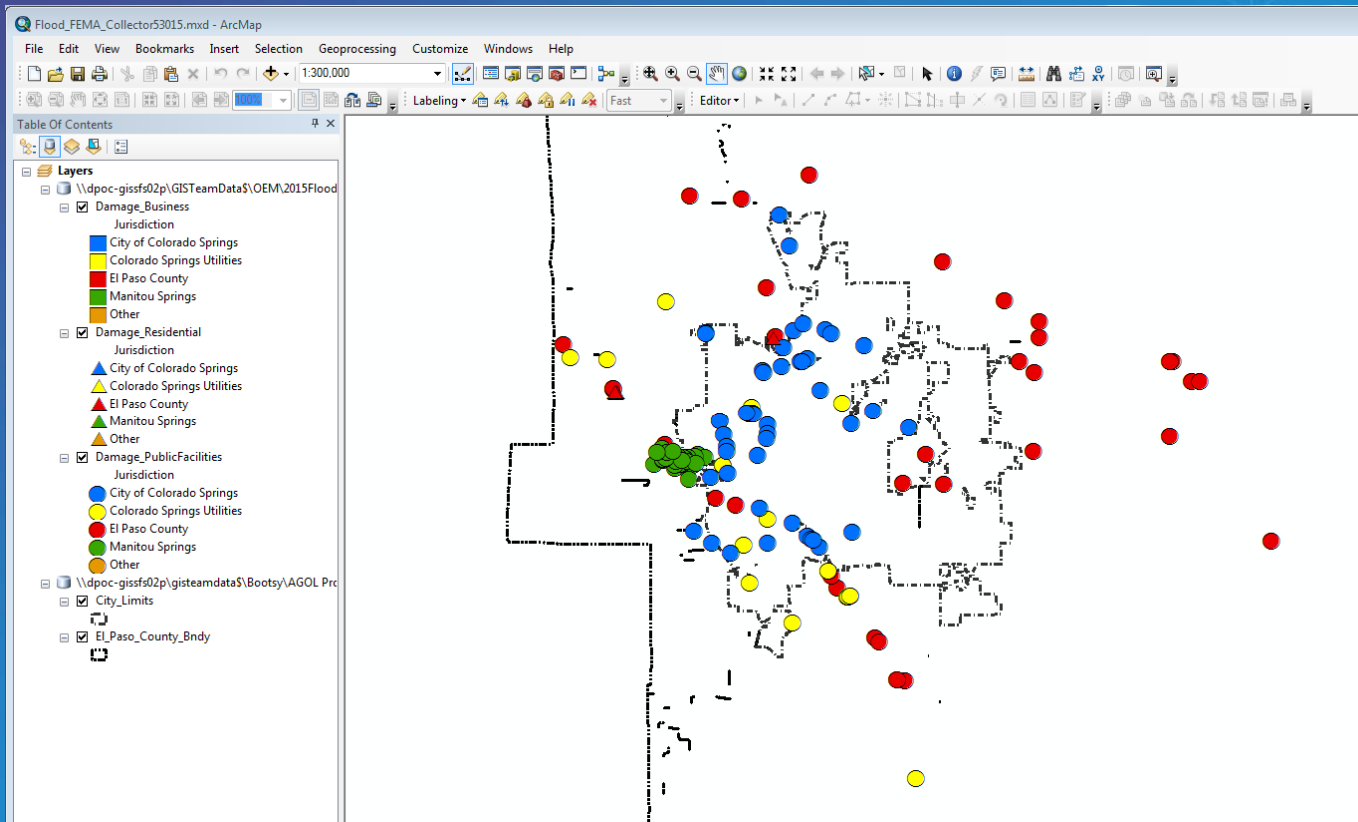 Flood_FEMA_Collector53015.mxd - ArcMap
File Edit View Bookmarks Insert Selection Geoprocessing Customize Windows Help
1:300,000
100% Labeling Fast Editor
Table Of Contents
Layers
\\dpoc-gissfs02p\GISTeamData$\OEM\2015Flood
Damage_Business
Jurisdiction
City of Colorado Springs
Colorado Springs Utilities
El Paso County
Manitou Springs
Other
Damage_Residential
Jurisdiction
City of Colorado Springs
Colorado Springs Utilities
El Paso County
Manitou Springs
Other
Damage_PublicFacilities
Jurisdiction
City of Colorado Springs
Colorado Springs Utilities
El Paso County
Manitou Springs
Other
\\dpoc-gissfs02p\gisteamdata$\Bootsy\AGOL Prc
City_Limits
El_Paso_County_Bndy